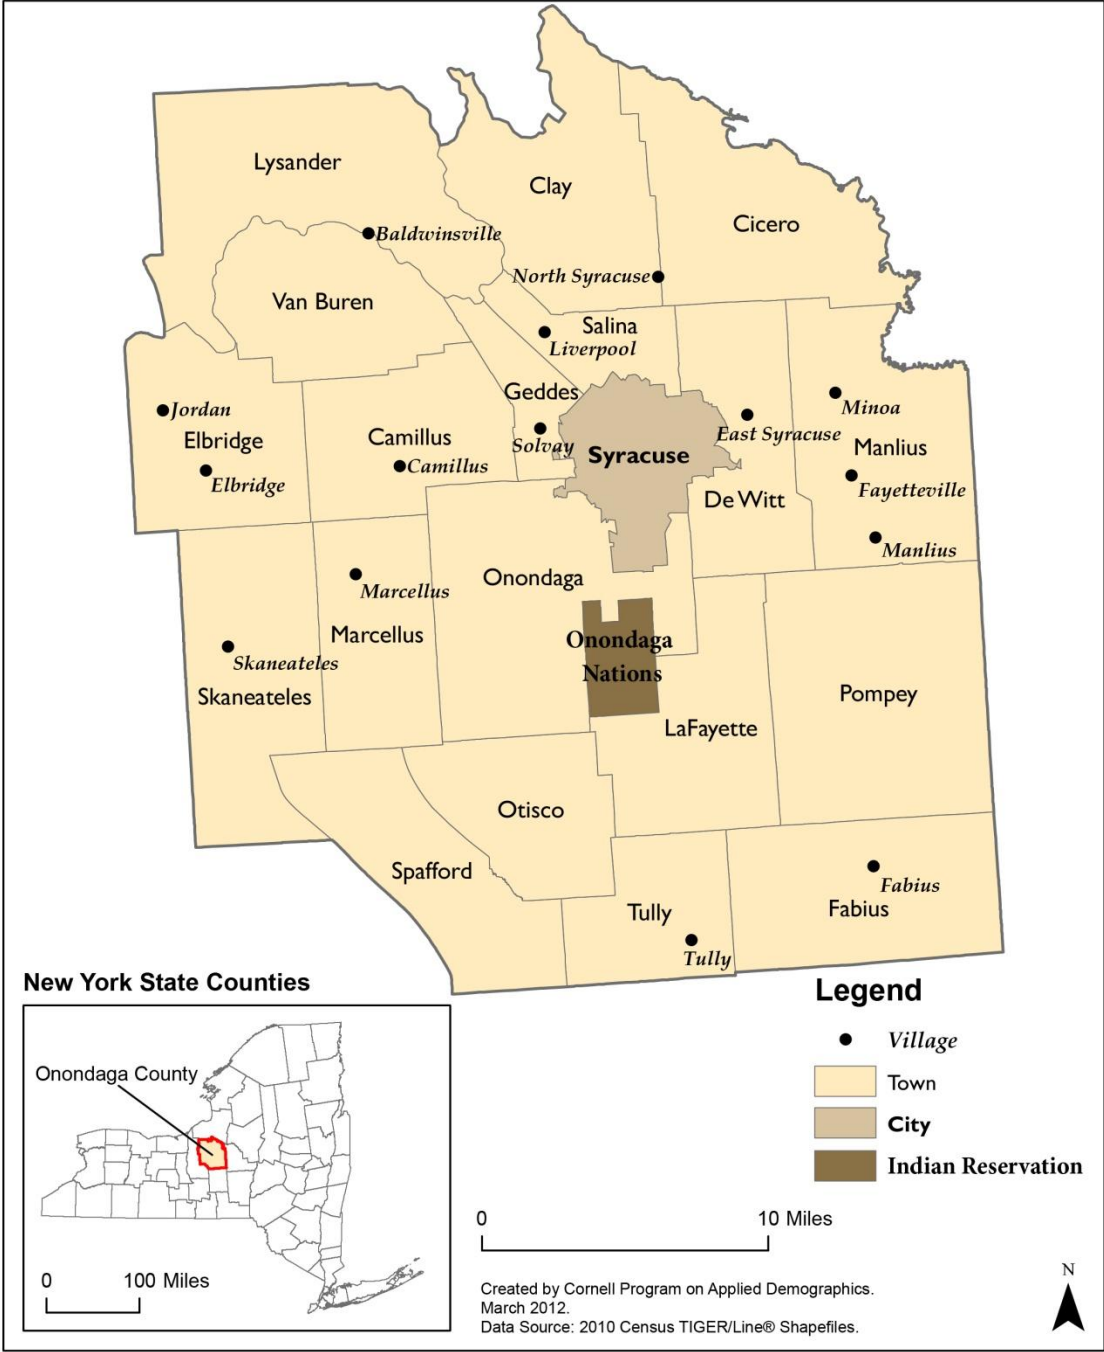 Lysander
Clay
Cicero
Baldwinsville
North Syracuse
Van Buren
Salina
Liverpool
Geddes
Jordan
Minoa
Elbridge
Camillus
Solvay
East Syracuse
Syracuse
Manlius
Camillus
Elbridge
Fayetteville
De Witt
Manlius
Onondaga
Marcellus
Marcellus
Onondaga
Nations
Skaneateles
Skaneateles
Pompey
LaFayette
Otisco
Spafford
Fabius
Fabius
Tully
Tully
New York State Counties
Onondaga County
0 100 Miles
Legend
Village
Town
City
Indian Reservation
0 10 Miles
Created by Cornell Program on Applied Demographics.
March 2012.
Data Source: 2010 Census TIGER/Line® Shapefiles.
N